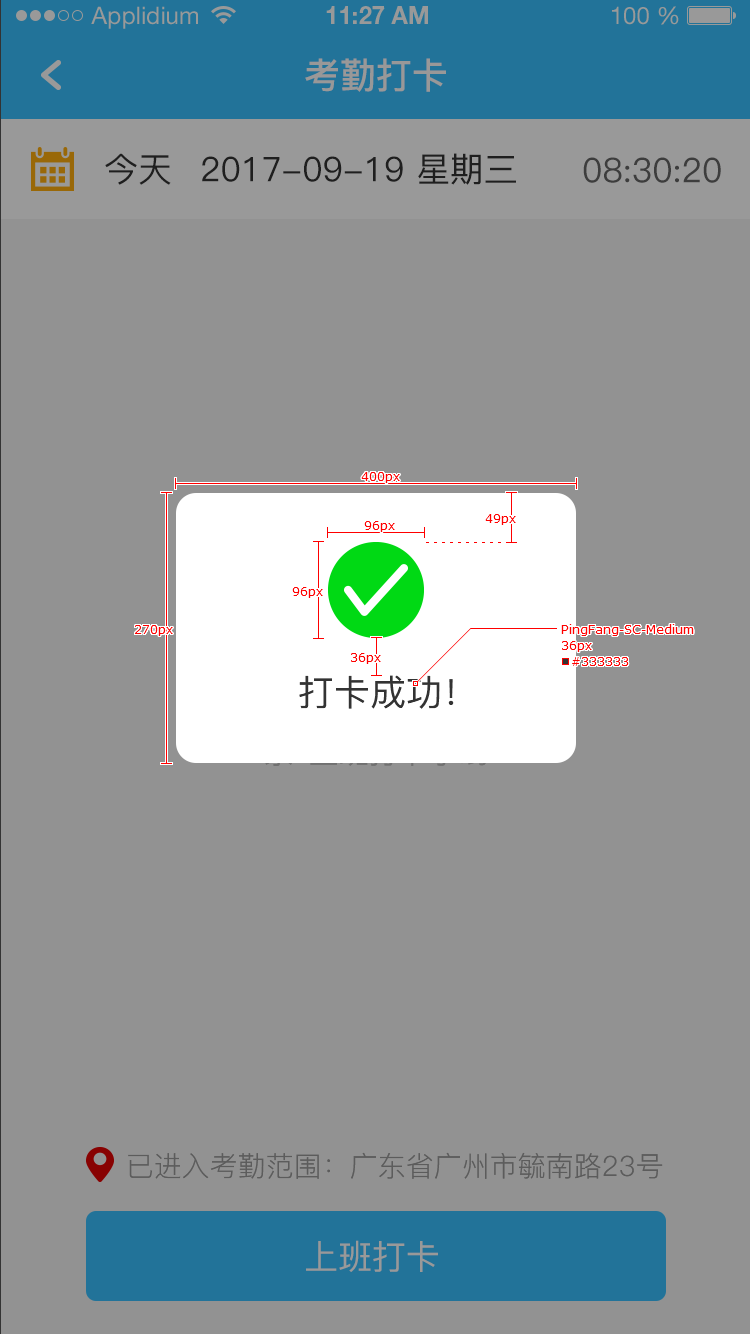 Applidium 11:27 AM 100 %
考勤打卡
今天 2017-09-19 星期三 08:30:20
400px
49px
96px
96px
270px
PingFang-SC-Medium
36px
#333333
36px
打卡成功!
已进入考勤范围：广东省广州市毓南路23号
上班打卡